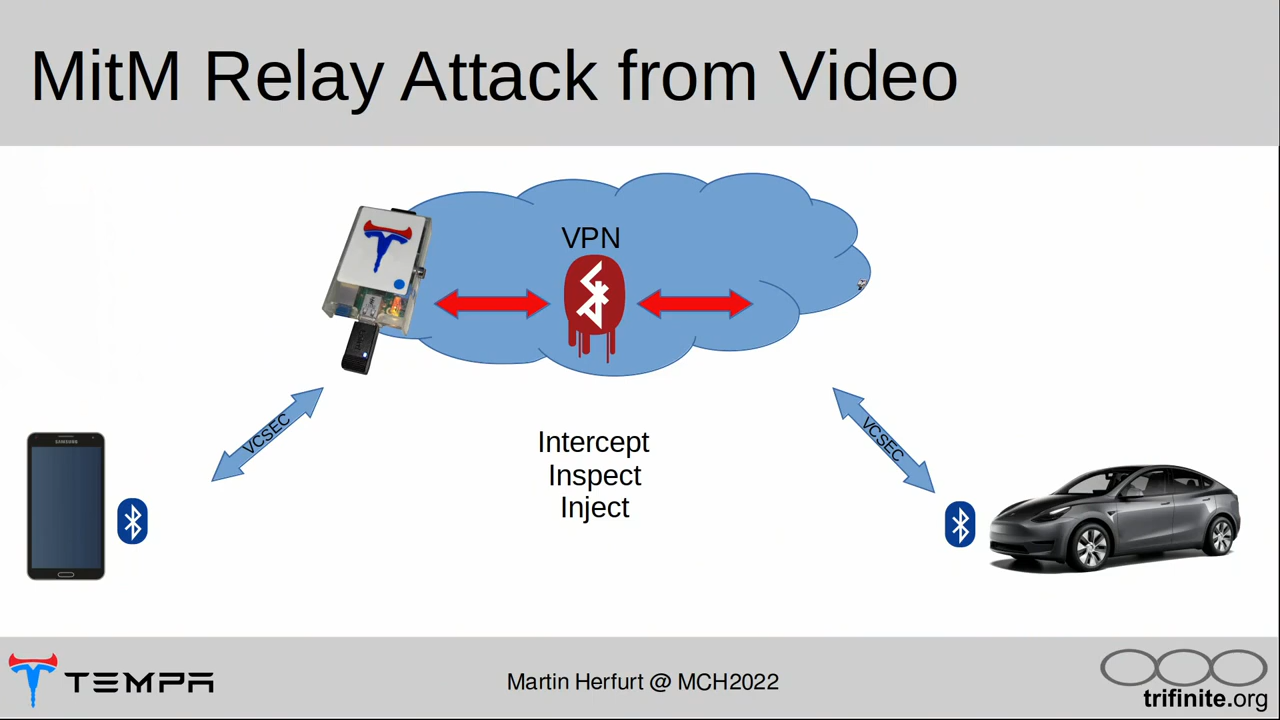 MitM Relay Attack from Video
VPN
VCSEC
VCSEC
Intercept
Inspect
Inject
SAMSUNG
TEMPA
Martin Herfurt @ MCH2022
trifinite.org